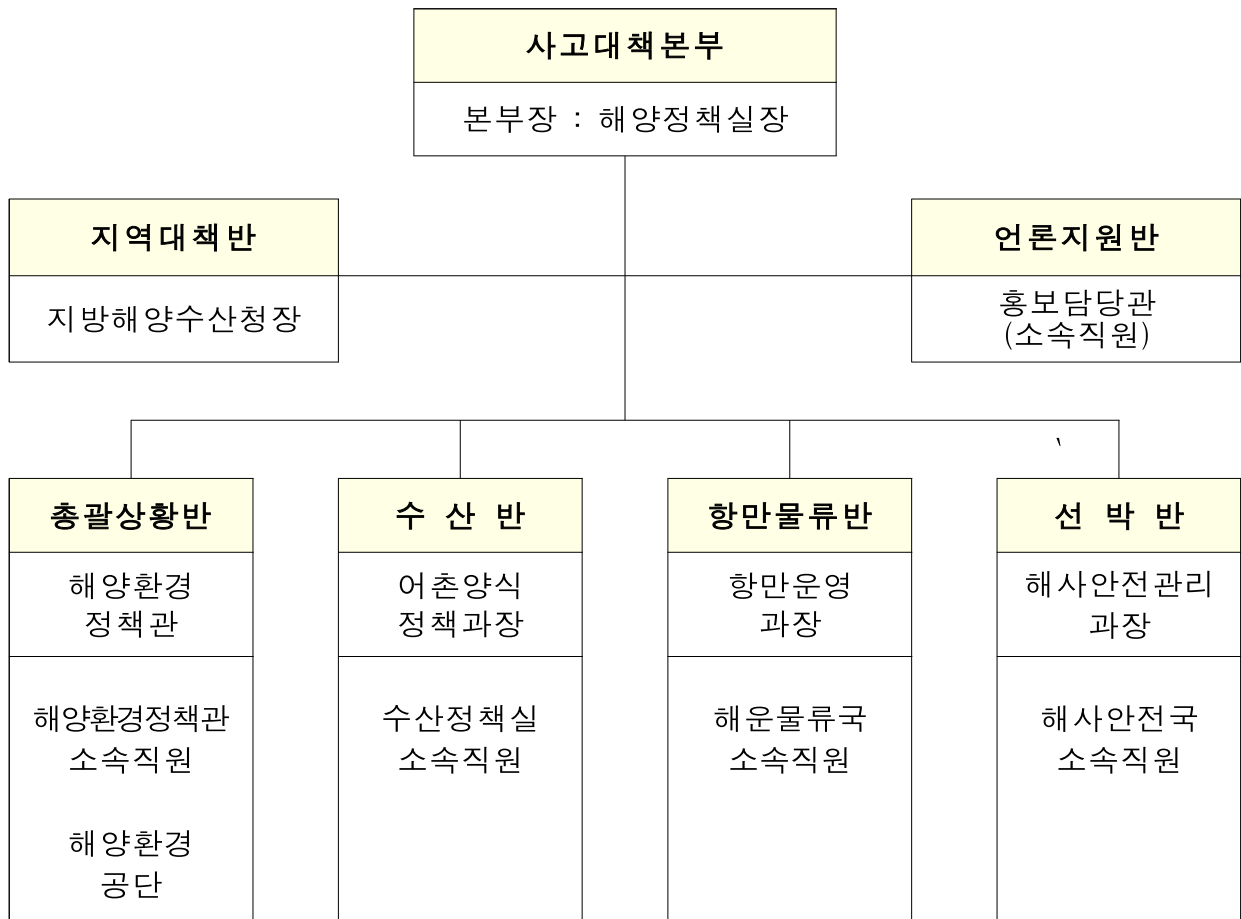 사고대책본부
본부장 : 해양정책실장
지역대책반
지방해양수산청장
언론지원반
홍보담당관
(소속직원)
총괄상황반
해양환경
정책관
해양환경정책관
소속직원
해양환경
공단
수 산 반
어촌양식
정책과장
수산정책실
소속직원
항만물류반
항만운영
과장
해운물류국
소속직원
선 박 반
해사안전관리
과장
해사안전국
소속직원